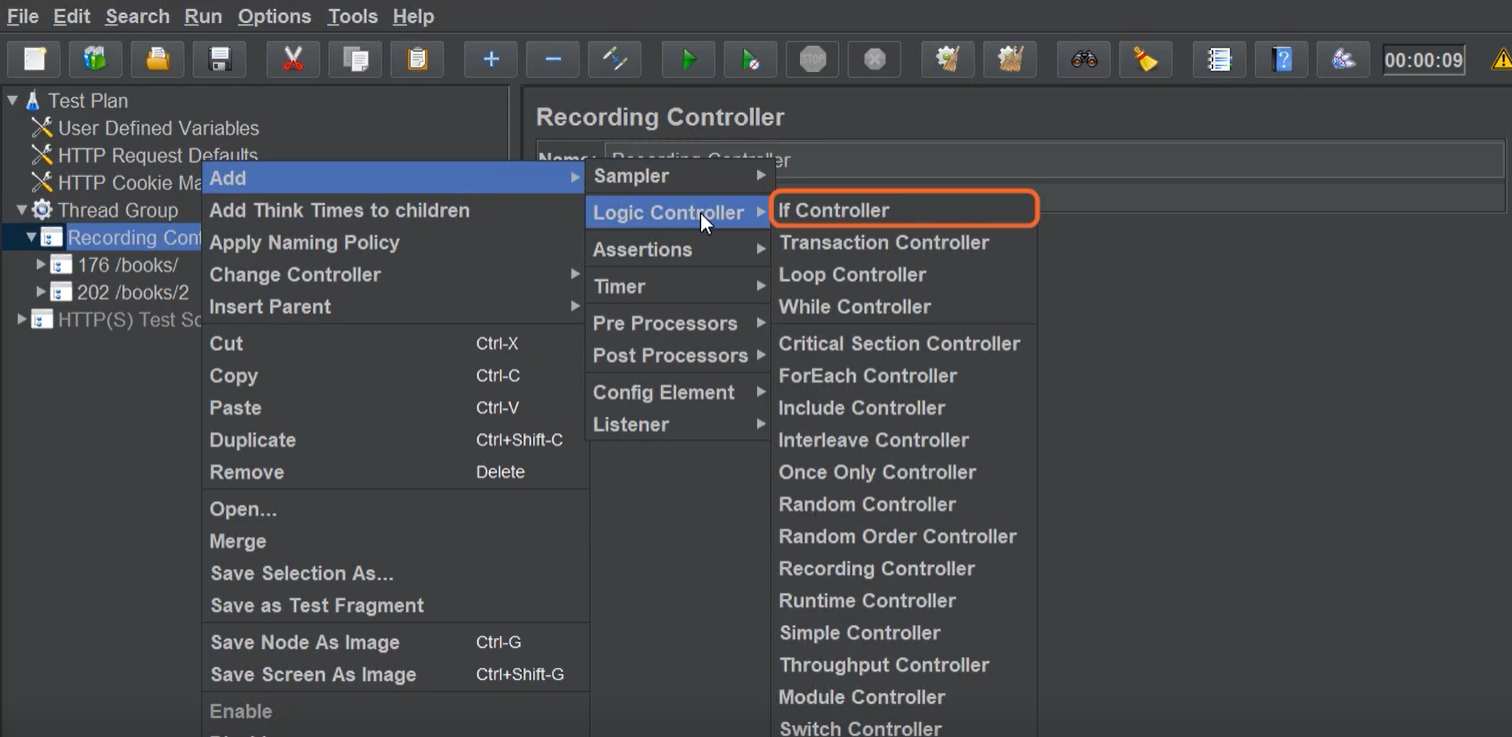 File Edit Search Run Options Tools Help
STOP
00:00:09
Test Plan
User Defined Variables
HTTP Request Defaults
HTTP Cookie Ma
Thread Group
Recording Cont
176 /books/
202 /books/2
HTTP(S) Test Sc
Recording Controller
Name: Recording Controller
Add
Add Think Times to children
Apply Naming Policy
Change Controller
Insert Parent
Cut Ctrl-X
Copy Ctrl-C
Paste Ctrl-V
Duplicate Ctrl+Shift-C
Remove Delete
Open...
Merge
Save Selection As...
Save as Test Fragment
Save Node As Image Ctrl-G
Save Screen As Image Ctrl+Shift-G
Enable
Sampler
Logic Controller
Assertions
Timer
Pre Processors
Post Processors
Config Element
Listener
If Controller
Transaction Controller
Loop Controller
While Controller
Critical Section Controller
ForEach Controller
Include Controller
Interleave Controller
Once Only Controller
Random Controller
Random Order Controller
Recording Controller
Runtime Controller
Simple Controller
Throughput Controller
Module Controller
Switch Controller